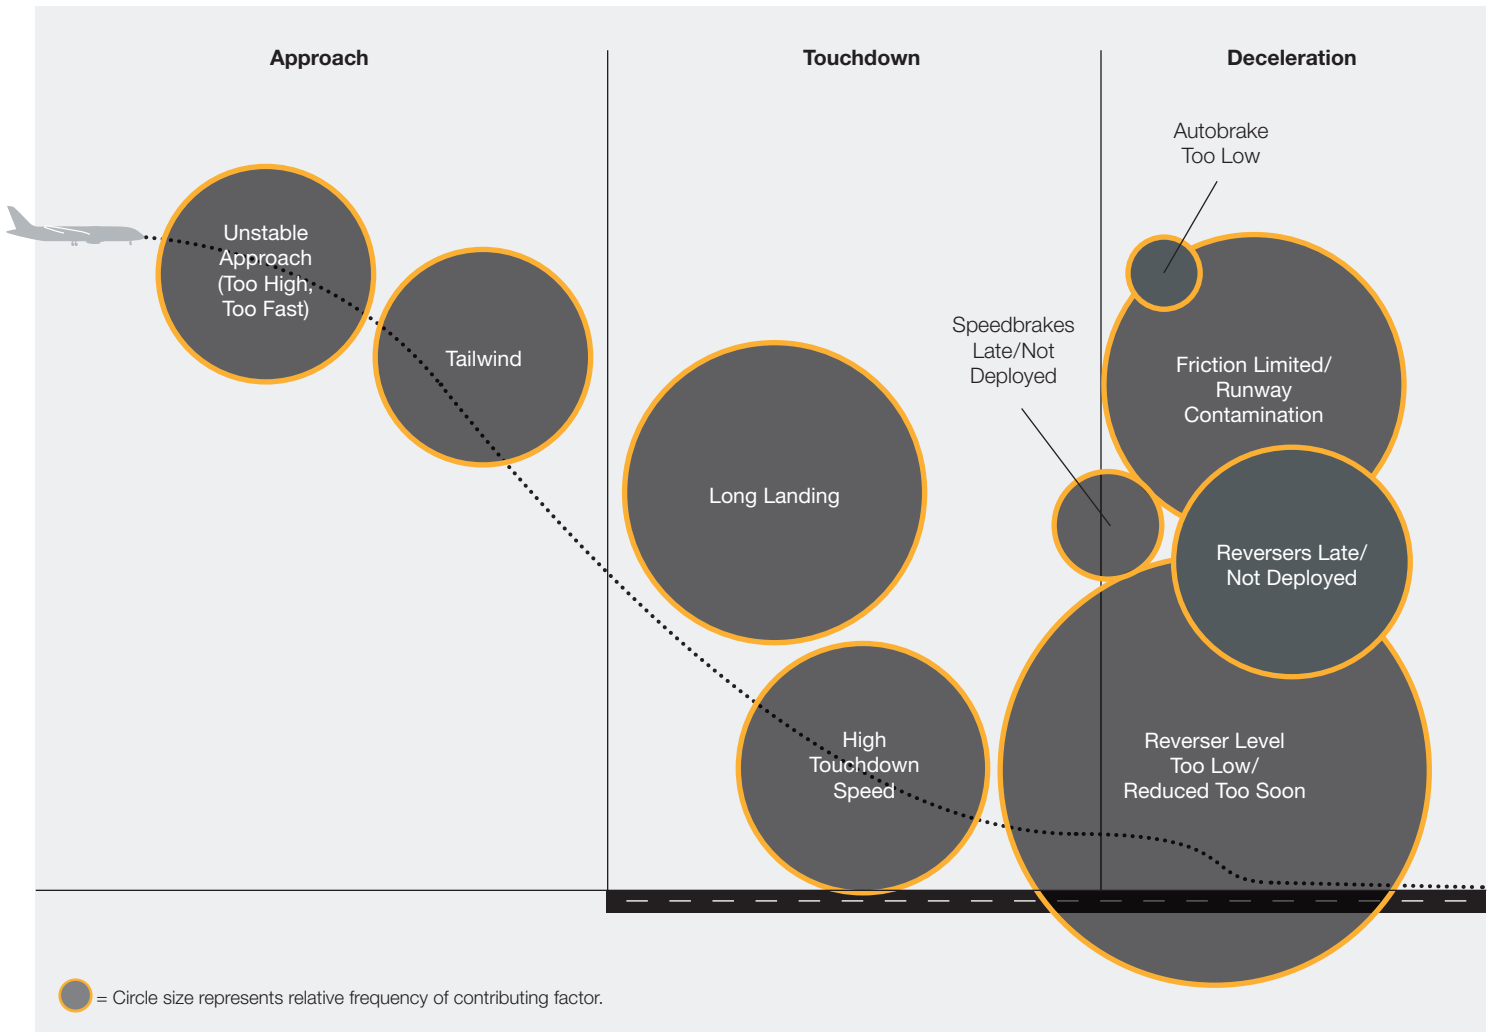 Approach
Touchdown
Deceleration
Unstable
Approach
(Too High,
Too Fast)
Tailwind
Long Landing
High
Touchdown
Speed
Speedbrakes
Late/Not
Deployed
Autobrake
Too Low
Friction Limited/
Runway
Contamination
Reversers Late/
Not Deployed
Reverser Level
Too Low/
Reduced Too Soon
= Circle size represents relative frequency of contributing factor.